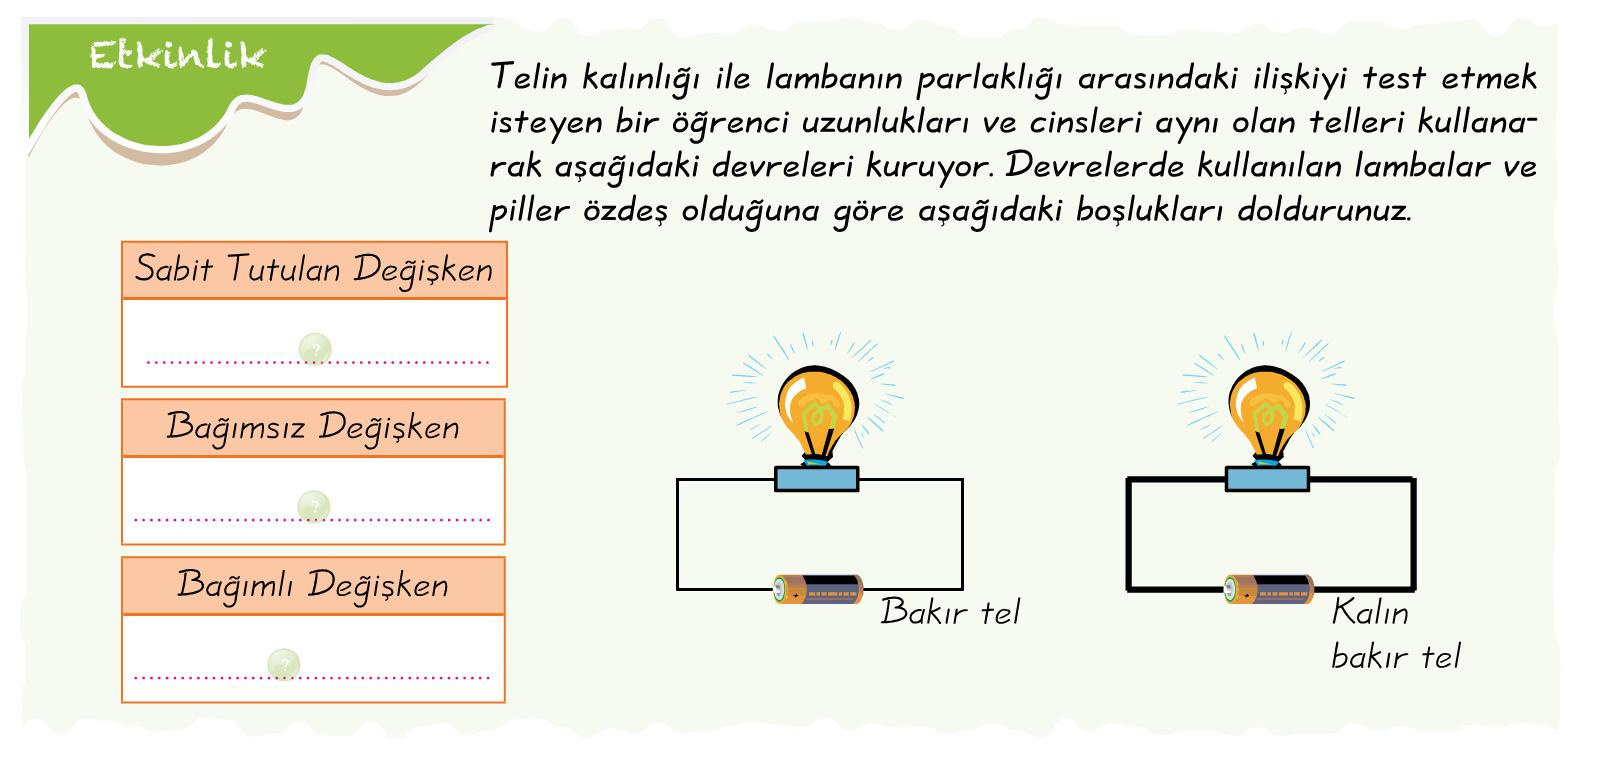 Etkinlik
Telin kalınlığı ile lambanın parlaklığı arasındaki ilişkiyi test etmek
isteyen bir öğrenci uzunlukları ve cinsleri aynı olan telleri kullana-
rak aşağıdaki devreleri kuruyor. Devrelerde kullanılan lambalar ve
piller özdeş olduğuna göre aşağıdaki boşlukları doldurunuz.
Sabit Tutulan Değişken
?
Bağımsız Değişken
?
Bağımlı Değişken
?
Bakır tel
Kalın
bakır tel